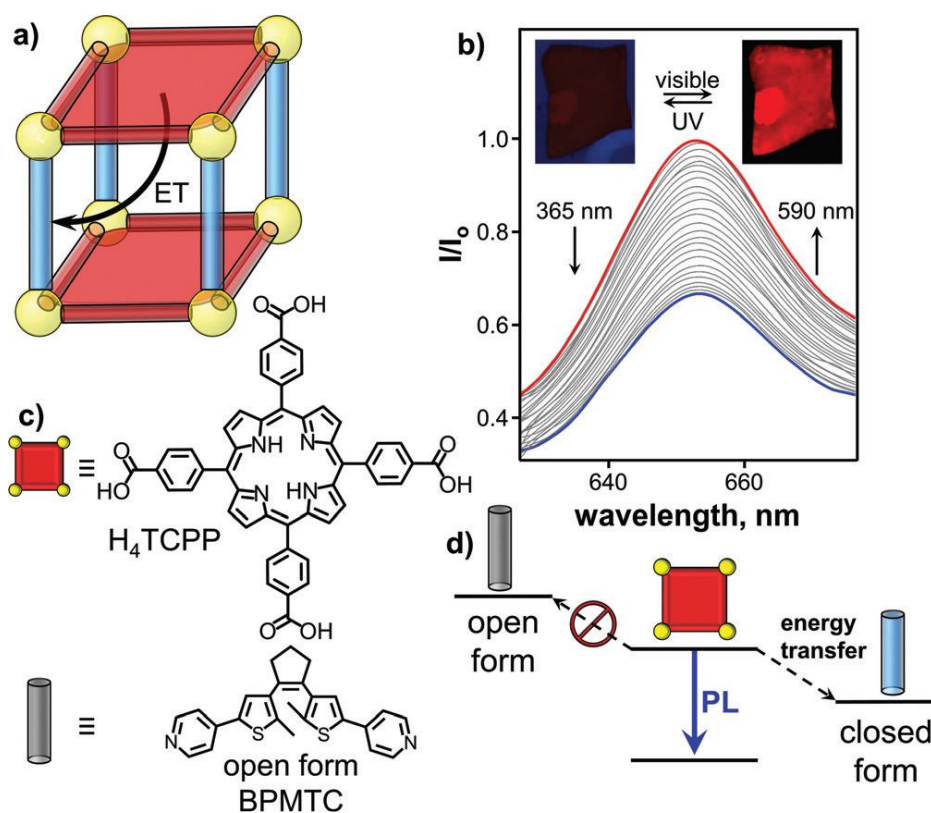 a)
ET
b)
visible
UV
365 nm
590 nm
1.0
0.8
0.6
0.4
I/Iₒ
640
660
wavelength, nm
c)
≡
OH
O
O
OH
O
HO
O
OH
NH
N
N
HN
H₄TCPP
≡
N
S
S
N
open form
BPMTC
d)
open
form
energy
transfer
PL
closed
form